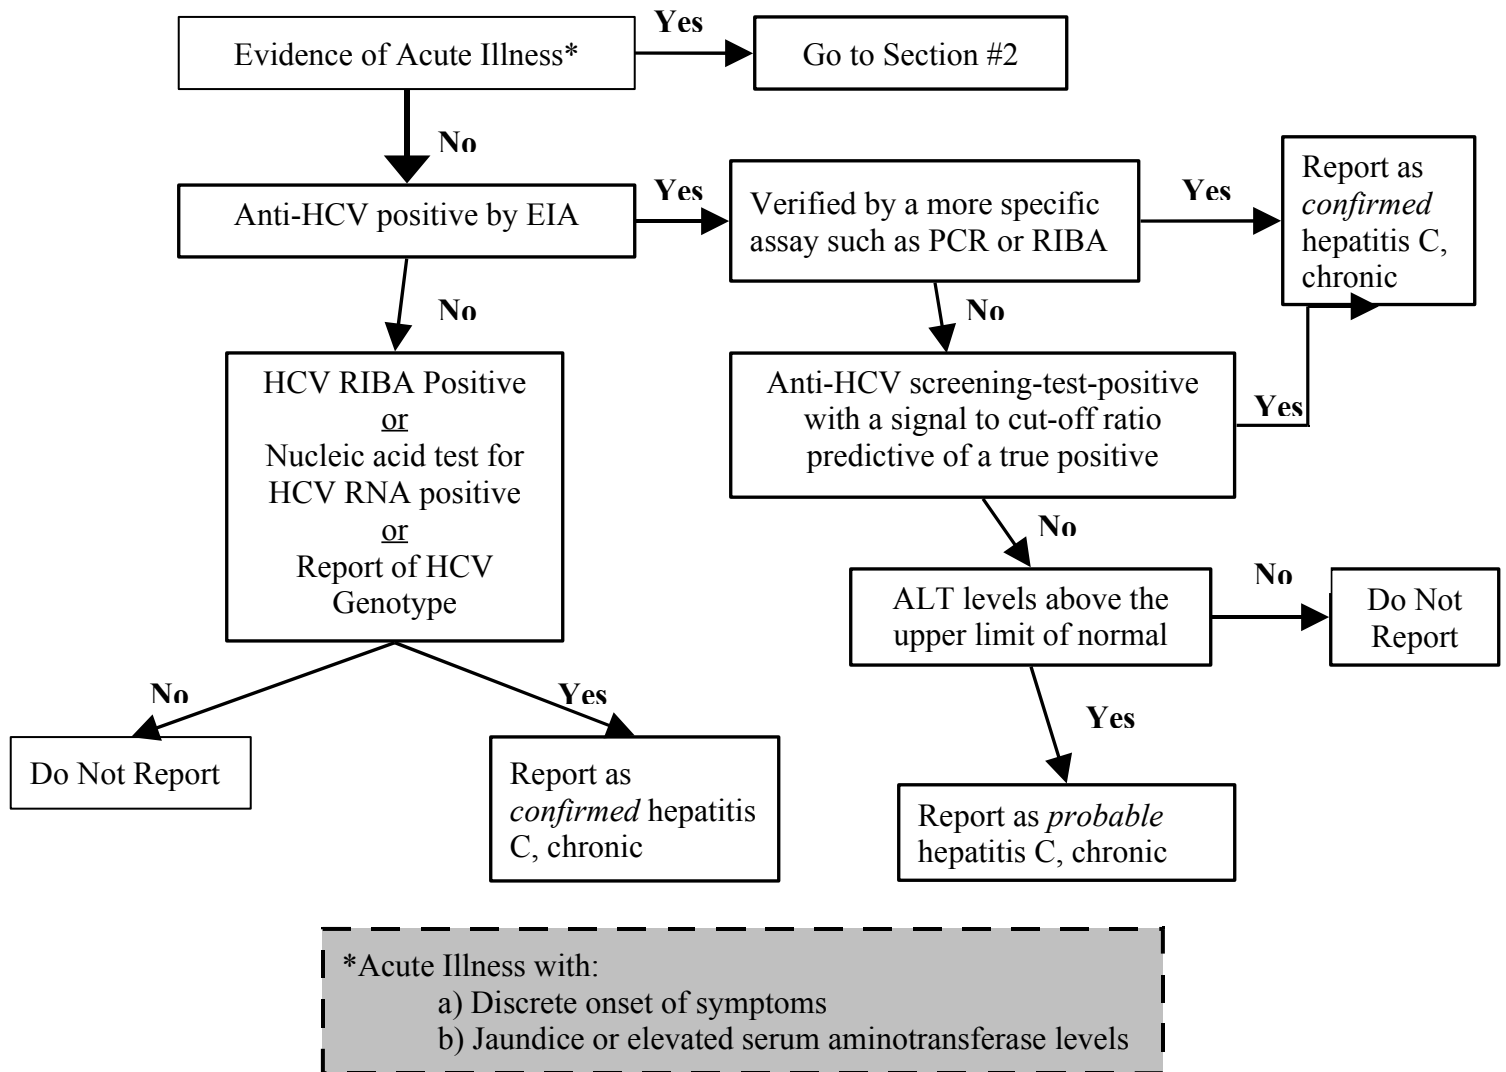 Yes
Evidence of Acute Illness*
Go to Section #2
No
Anti-HCV positive by EIA
Yes
Verified by a more specific
assay such as PCR or RIBA
Yes
Report as
confirmed
hepatitis C,
chronic
No
No
HCV RIBA Positive
or
Nucleic acid test for
HCV RNA positive
or
Report of HCV
Genotype
Anti-HCV screening-test-positive
with a signal to cut-off ratio
predictive of a true positive
Yes
No
ALT levels above the
upper limit of normal
No
Do Not
Report
No
Yes
Yes
Do Not Report
Report as
confirmed hepatitis
C, chronic
Report as probable
hepatitis C, chronic
*Acute Illness with:
a) Discrete onset of symptoms
b) Jaundice or elevated serum aminotransferase levels